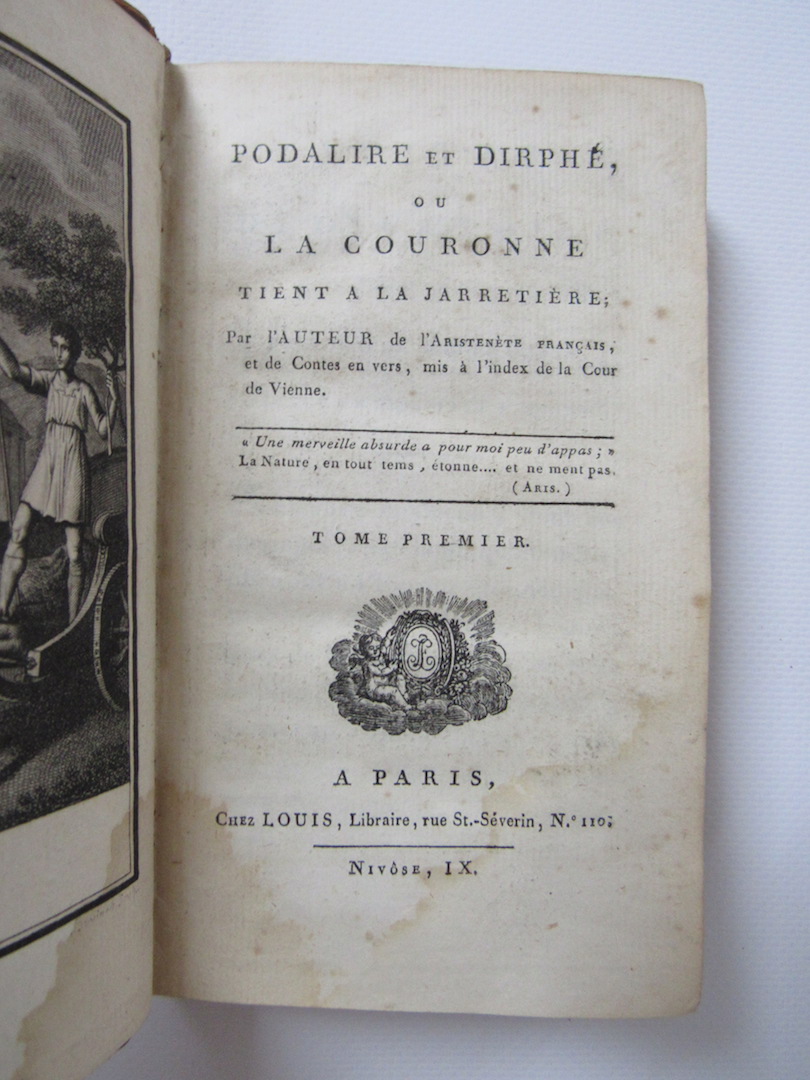 PODALIRE ET DIRPHÉ,
OU
LA COURONNE
TIENT A LA JARRETIÈRE;
Par l'AUTEUR de l'ARISTENÈTE FRANÇAIS,
et de Contes en vers, mis à l'index de la Cour
de Vienne.
« Une merveille absurde a pour moi peu d'appas; »
La Nature, en tout tems, étonne.... et ne ment pas.
(ARIS.)
TOME PREMIER.
A PARIS,
CHEZ LOUIS, Libraire, rue St.-Séverin, N.° 110;
NIVÔSE, IX.